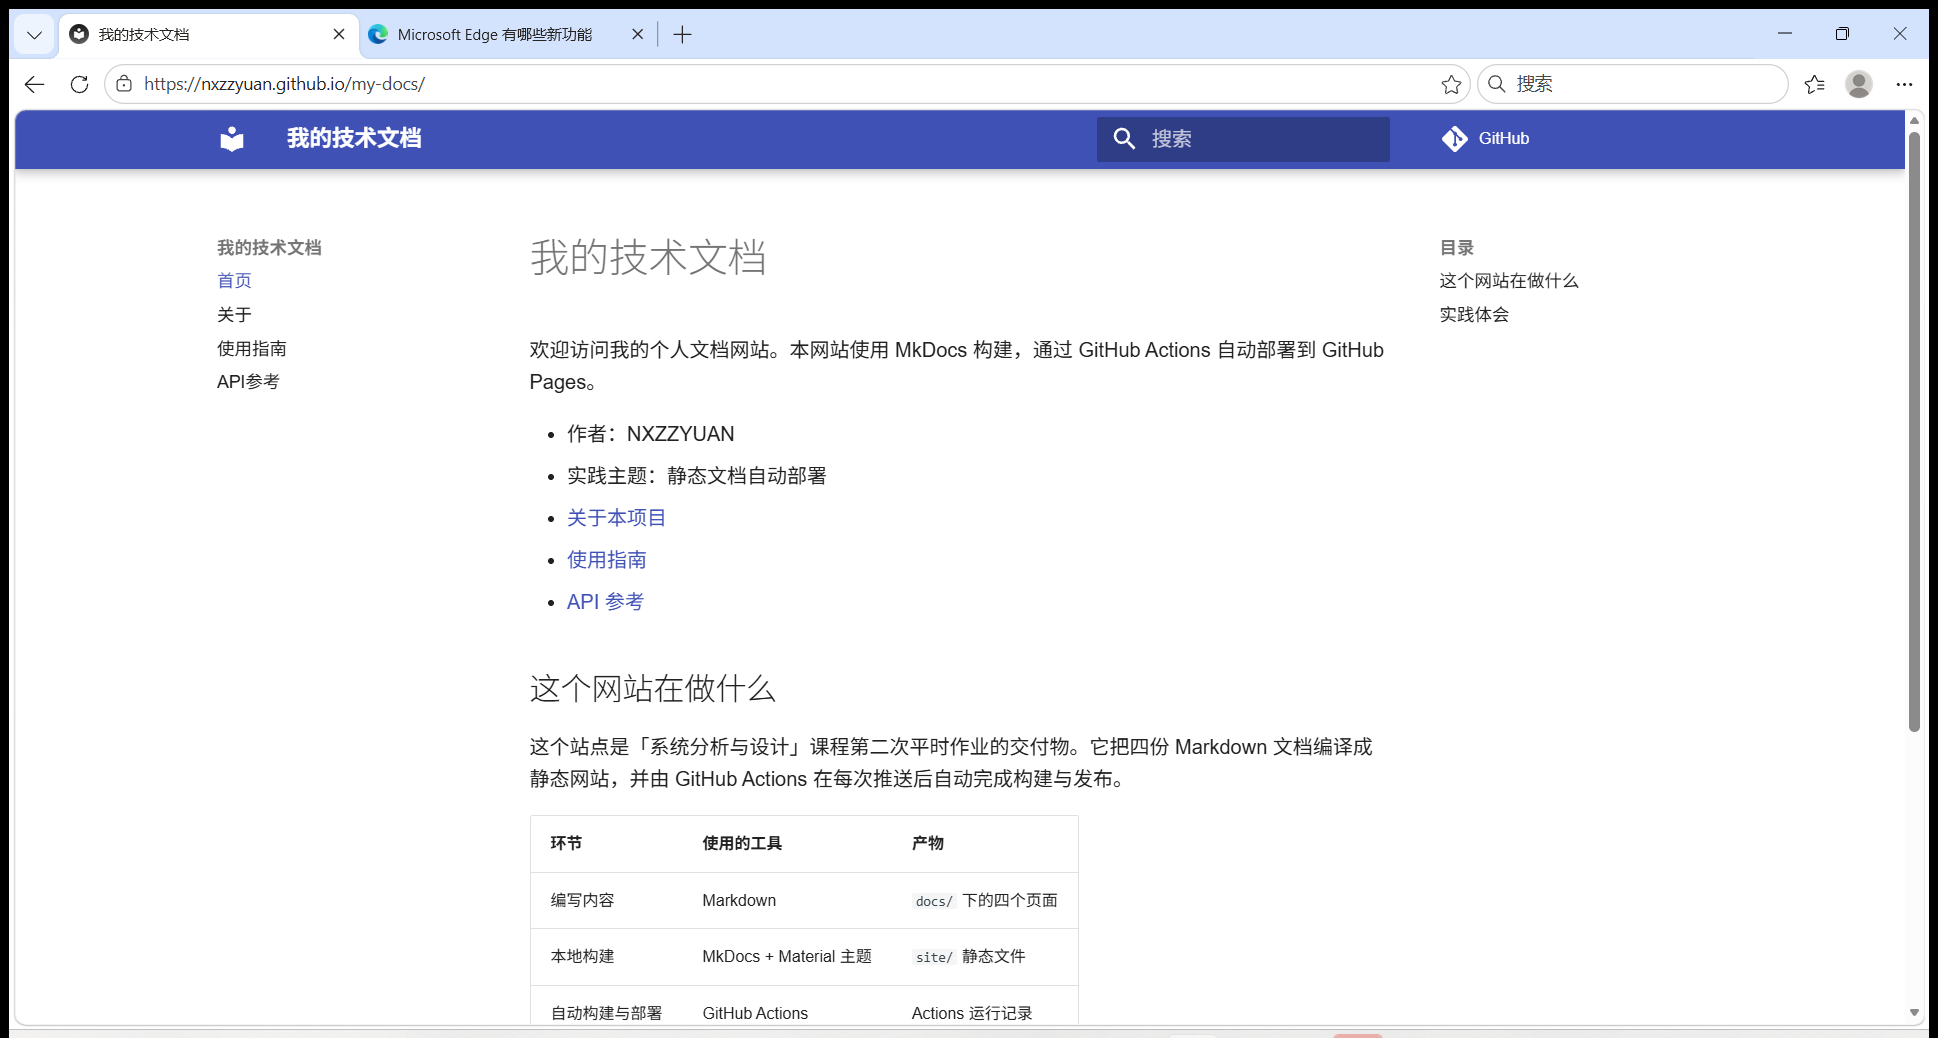 我的技术文档
Microsoft Edge 有哪些新功能
https://nxzzyuan.github.io/my-docs/
搜索
我的技术文档
搜索
GitHub
我的技术文档
首页
关于
使用指南
API参考
我的技术文档
欢迎访问我的个人文档网站。本网站使用 MkDocs 构建，通过 GitHub Actions 自动部署到 GitHub
Pages。
作者：NXZZYUAN
实践主题：静态文档自动部署
关于本项目
使用指南
API 参考
这个网站在做什么
这个站点是「系统分析与设计」课程第二次平时作业的交付物。它把四份 Markdown 文档编译成
静态网站，并由 GitHub Actions 在每次推送后自动完成构建与发布。
环节 使用的工具 产物
编写内容 Markdown docs/ 下的四个页面
本地构建 MkDocs + Material 主题 site/ 静态文件
自动构建与部署 GitHub Actions Actions 运行记录
目录
这个网站在做什么
实践体会